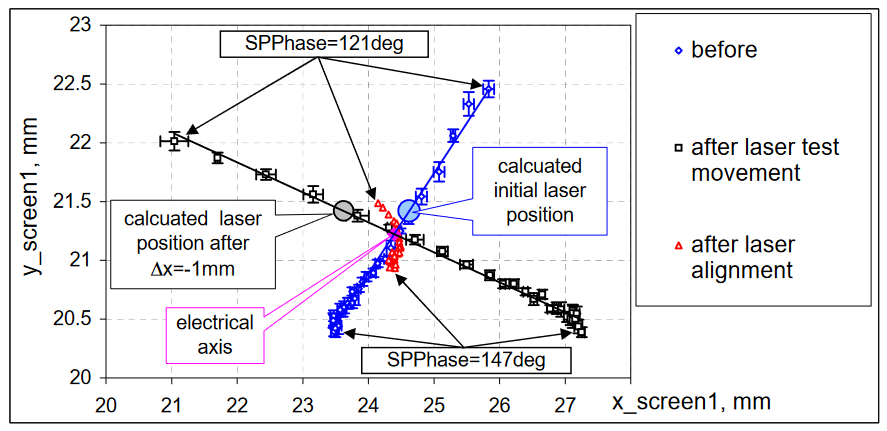 23
SPPhase=121deg
22.5
22
21.5
21
20.5
20
y_screen1, mm
calcuated
initial laser
position
calcuated laser
position after
Δx=-1mm
electrical
axis
SPPhase=147deg
20 21 22 23 24 25 26 27
x_screen1, mm
before
after laser test
movement
after laser
alignment